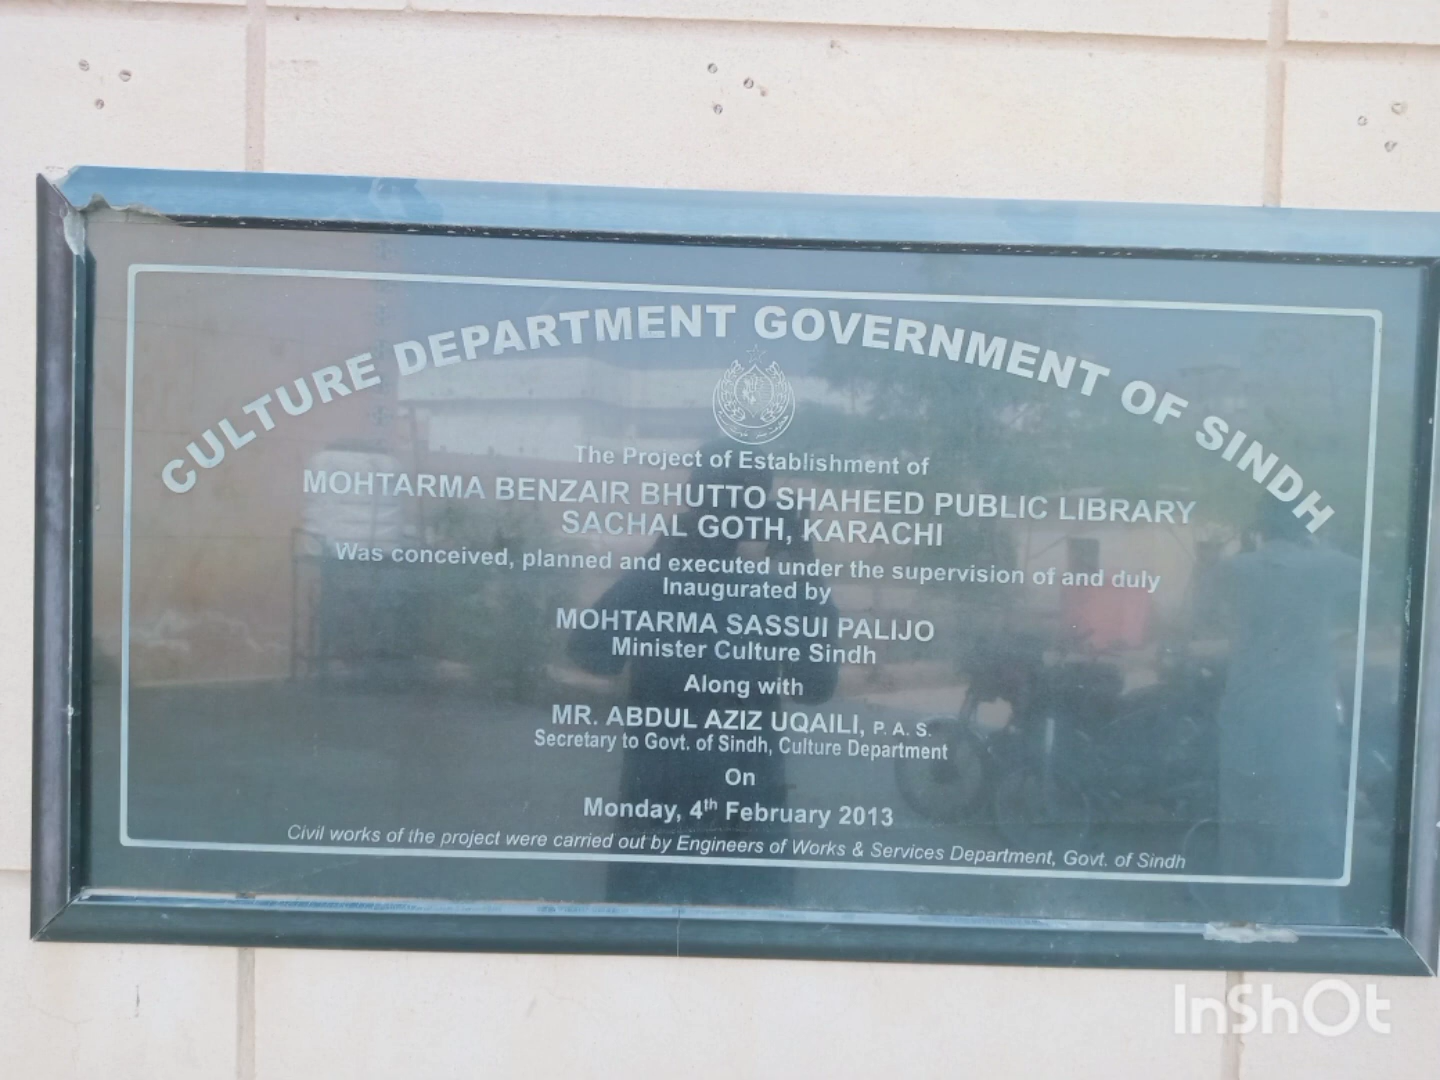 CULTURE DEPARTMENT GOVERNMENT OF SINDH
The Project of Establishment of
MOHTARMA BENZAIR BHUTTO SHAHEED PUBLIC LIBRARY
SACHAL GOTH, KARACHI
Was conceived, planned and executed under the supervision of and duly
Inaugurated by
MOHTARMA SASSUI PALIJO
Minister Culture Sindh
Along with
MR. ABDUL AZIZ UQAILI, P. A. S.
Secretary to Govt. of Sindh, Culture Department
On
Monday, 4th February 2013
Civil works of the project were carried out by Engineers of Works & Services Department, Govt. of Sindh
InShOt